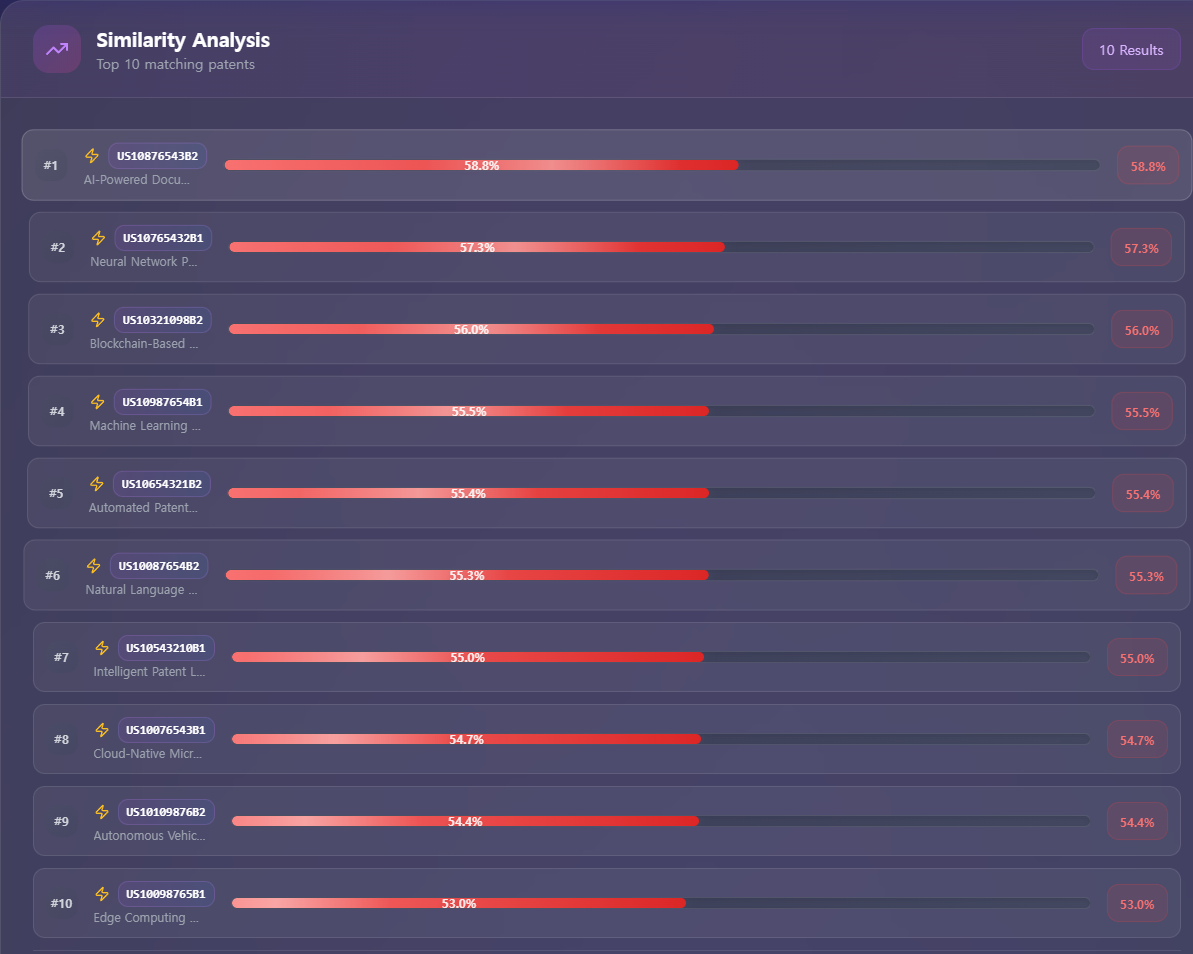 Similarity Analysis
Top 10 matching patents
10 Results
#1
US10876543B2
AI-Powered Docu...
58.8%
58.8%
#2
US10765432B1
Neural Network P...
57.3%
57.3%
#3
US10321098B2
Blockchain-Based ...
56.0%
56.0%
#4
US10987654B1
Machine Learning ...
55.5%
55.5%
#5
US10654321B2
Automated Patent...
55.4%
55.4%
#6
US10087654B2
Natural Language ...
55.3%
55.3%
#7
US10543210B1
Intelligent Patent L...
55.0%
55.0%
#8
US10076543B1
Cloud-Native Micr...
54.7%
54.7%
#9
US10109876B2
Autonomous Vehic...
54.4%
54.4%
#10
US10098765B1
Edge Computing ...
53.0%
53.0%